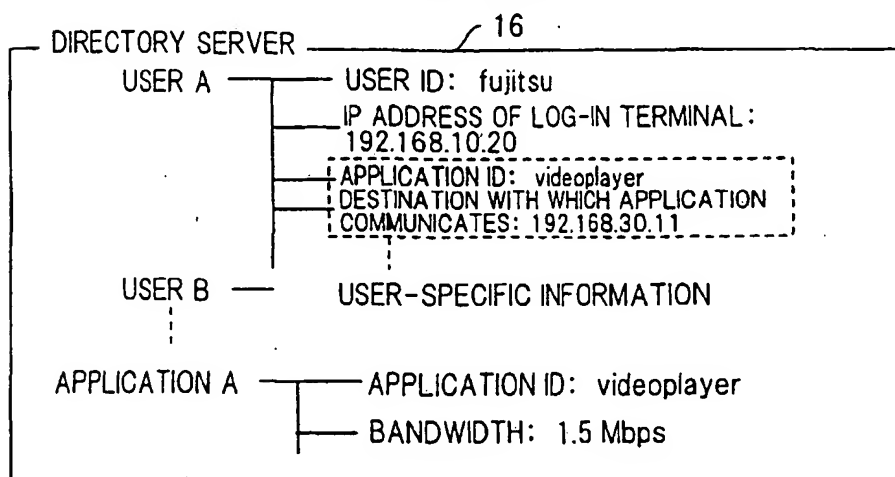 16
DIRECTORY SERVER
USER A
USER ID: fujitsu
IP ADDRESS OF LOG-IN TERMINAL:
192.168.10.20
APPLICATION ID: videoplayer
DESTINATION WITH WHICH APPLICATION
COMMUNICATES: 192.168.30.11
USER B
USER-SPECIFIC INFORMATION
APPLICATION A
APPLICATION ID: videoplayer
BANDWIDTH: 1.5 Mbps